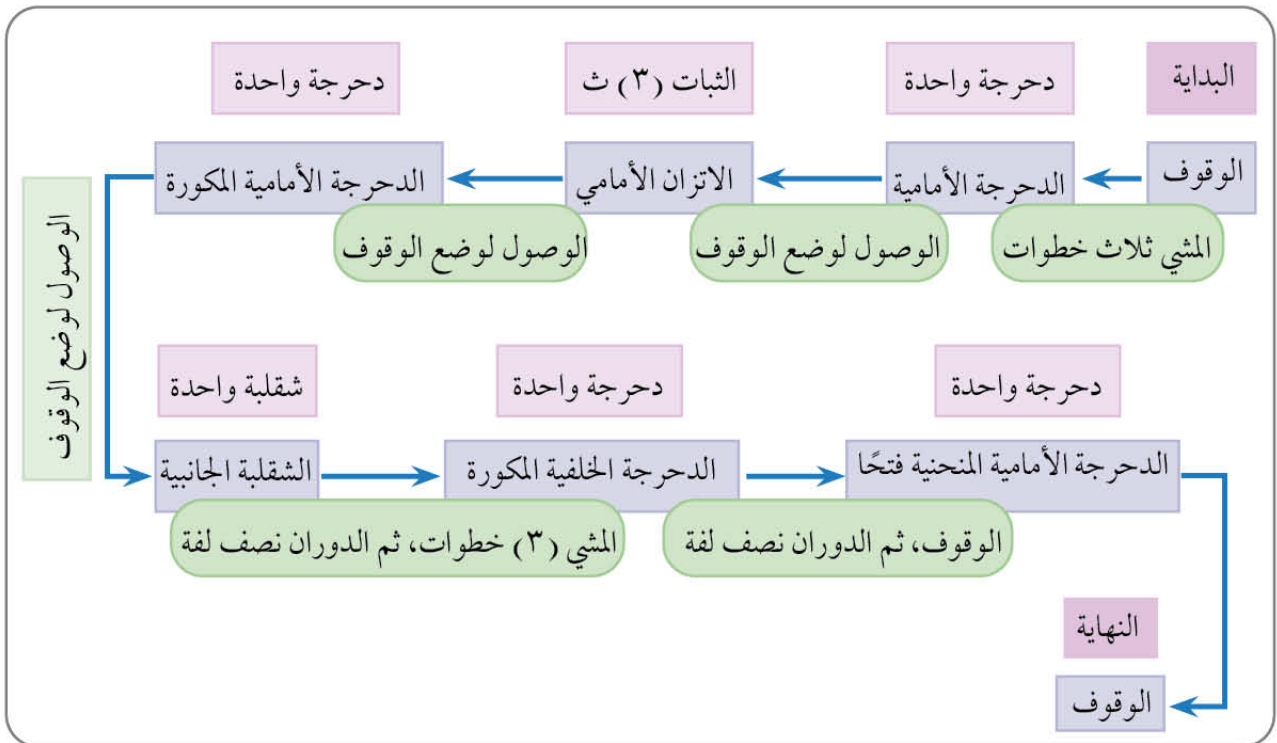 البداية
دحرجة واحدة
الثبات (٣) ث
دحرجة واحدة
الوقوف
الدحرجة الأمامية
الاتزان الأمامي
الدحرجة الأمامية المكورة
المشي ثلاث خطوات
الوصول لوضع الوقوف
الوصول لوضع الوقوف
الوصول لوضع الوقوف
شقلبة واحدة
دحرجة واحدة
دحرجة واحدة
الشقلبة الجانبية
الدحرجة الخلفية المكورة
الدحرجة الأمامية المنحنية فتحًا
المشي (٣) خطوات، ثم الدوران نصف لفة
الوقوف، ثم الدوران نصف لفة
النهاية
الوقوف